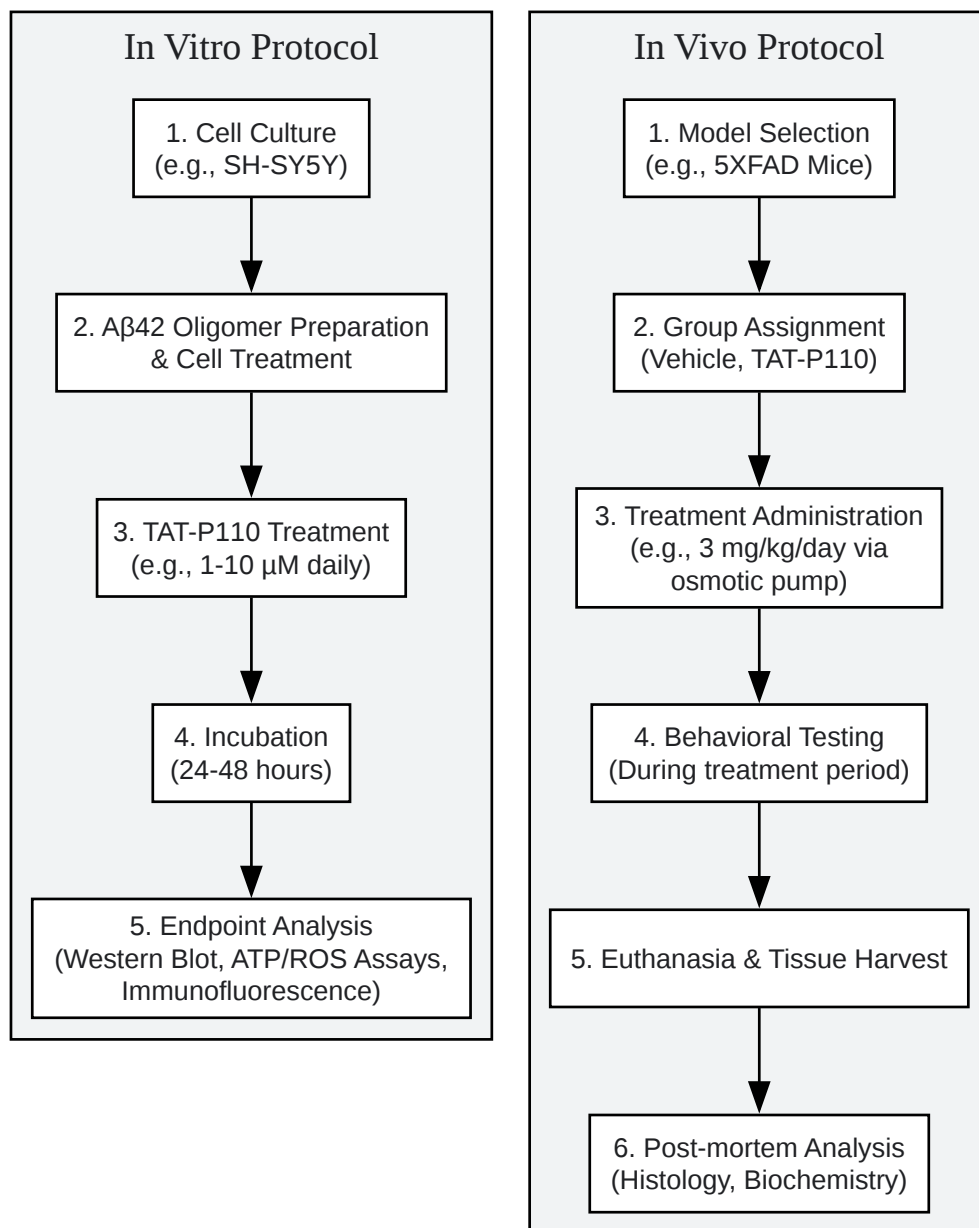 In Vitro Protocol
1. Cell Culture
(e.g., SH-SY5Y)
2. Aβ42 Oligomer Preparation
& Cell Treatment
3. TAT-P110 Treatment
(e.g., 1-10 µM daily)
4. Incubation
(24-48 hours)
5. Endpoint Analysis
(Western Blot, ATP/ROS Assays,
Immunofluorescence)
In Vivo Protocol
1. Model Selection
(e.g., 5XFAD Mice)
2. Group Assignment
(Vehicle, TAT-P110)
3. Treatment Administration
(e.g., 3 mg/kg/day via
osmotic pump)
4. Behavioral Testing
(During treatment period)
5. Euthanasia & Tissue Harvest
6. Post-mortem Analysis
(Histology, Biochemistry)